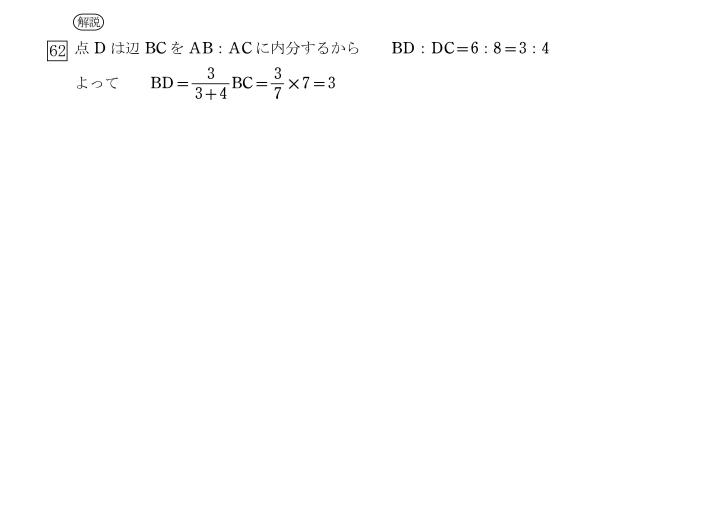 解説
62 点 D は辺 BC を AB : AC に内分するから BD : DC=6 : 8=3 : 4
よって BD=\frac{3}{3+4}BC=\frac{3}{7}×7=3